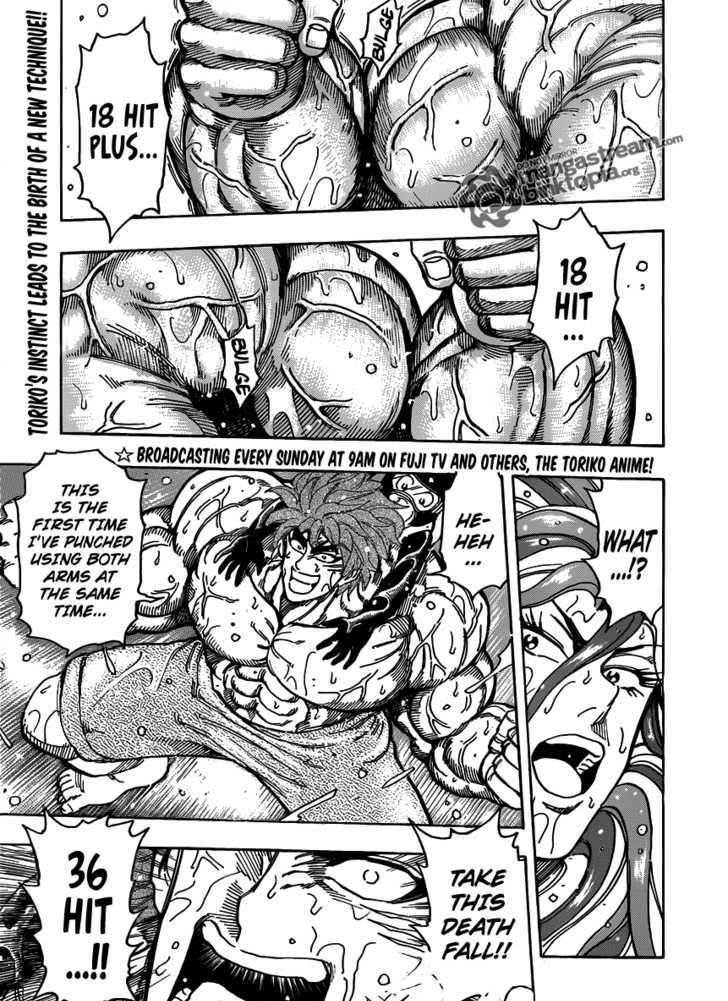 TORIKO'S INSTINCT LEADS TO THE BIRTH OF A NEW TECHNIQUE!!
BULGE
18 HIT
PLUS...
mangastream.com
binktopia.org
18
HIT
...
BULGE
☆ BROADCASTING EVERY SUNDAY AT 9AM ON FUJI TV AND OTHERS, THE TORIKO ANIME!
WHAT
....!?
HE-
HEH
...
THIS
IS THE
FIRST TIME
I'VE PUNCHED
USING BOTH
ARMS AT
THE SAME
TIME...
TAKE
THIS
DEATH
FALL!!
36
HIT
....!!